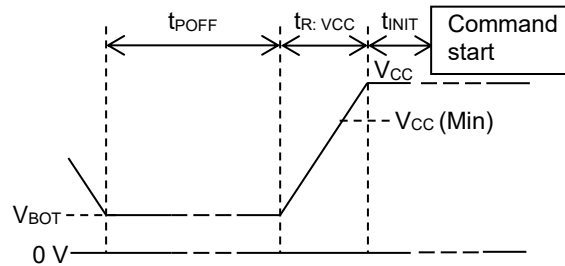 tPOFF
tR: VCC
tINIT
Command
start
VCC
VCC (Min)
VBOT
0 V